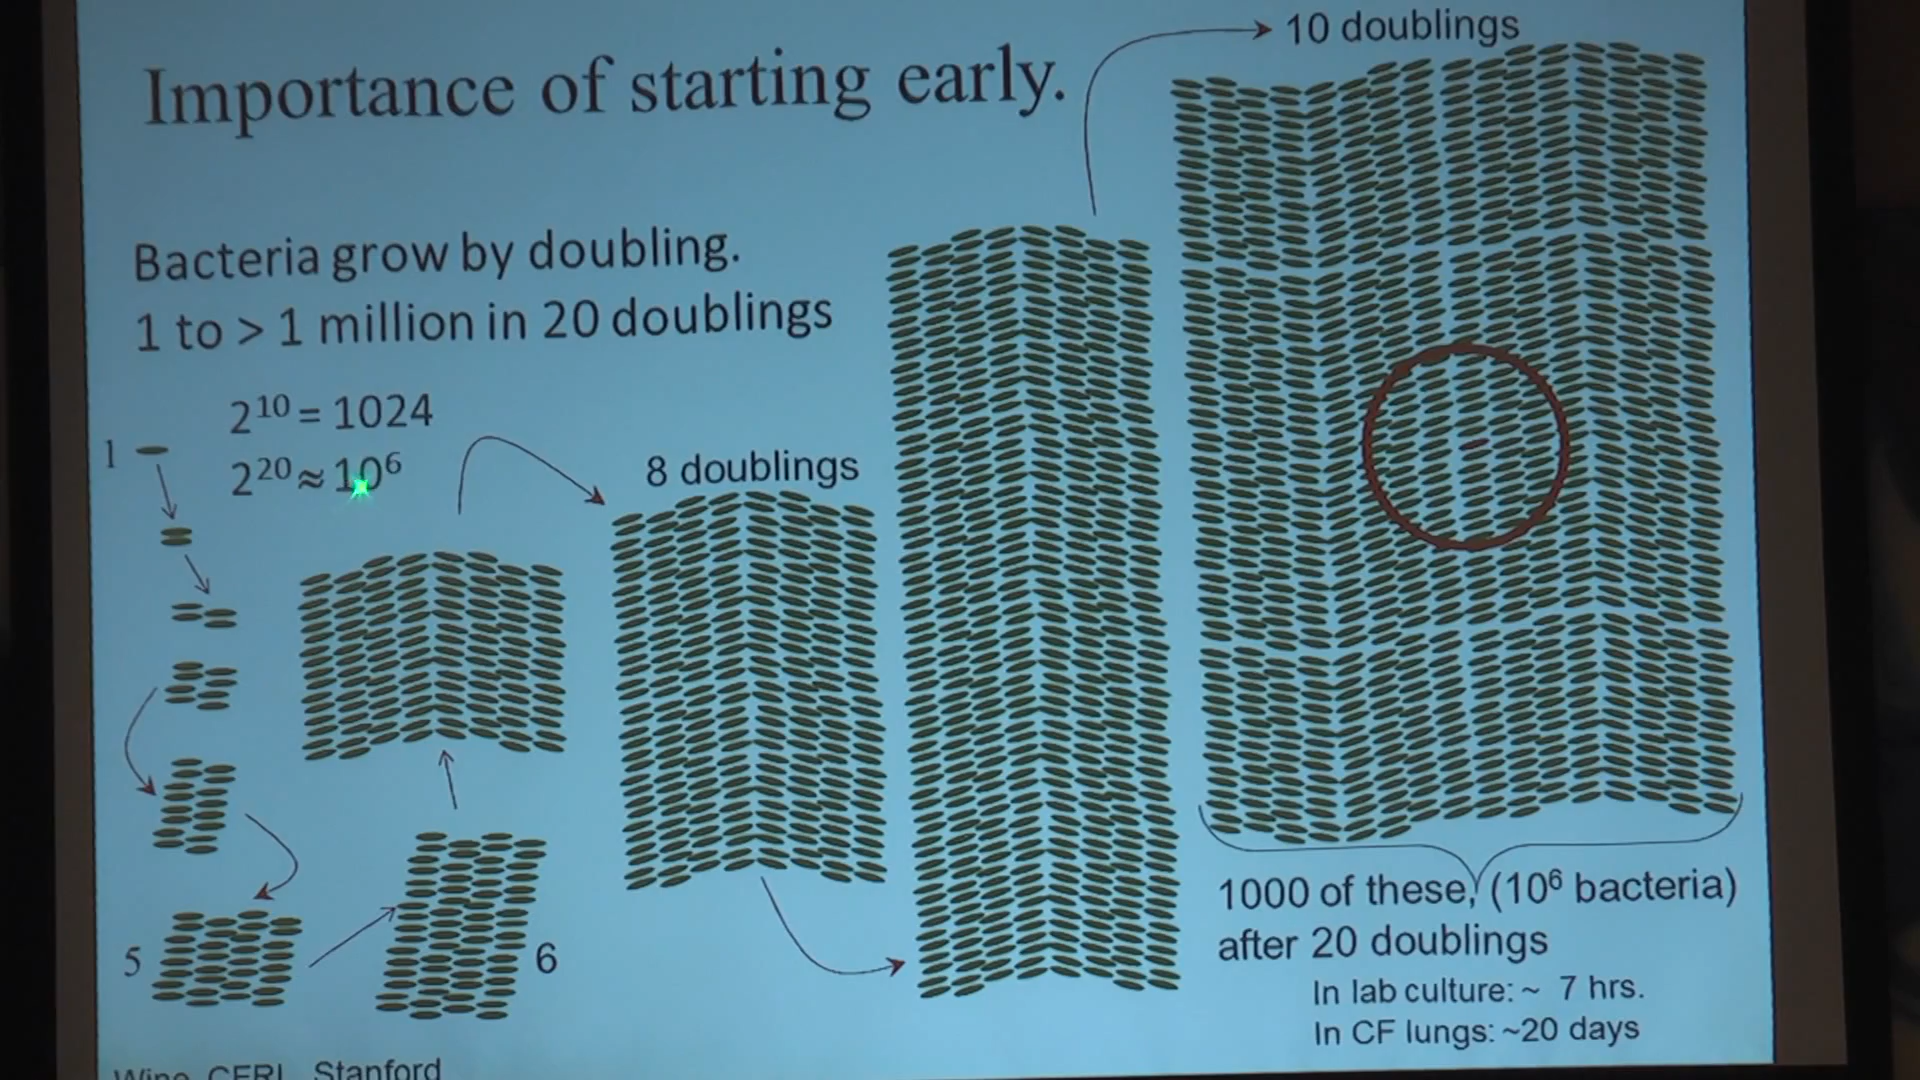 Importance of starting early.
10 doublings
Bacteria grow by doubling.
1 to > 1 million in 20 doublings
2¹⁰ = 1024
2²⁰ ≈ 10⁶
1
8 doublings
5
6
1000 of these, (10⁶ bacteria)
after 20 doublings
In lab culture: ~ 7 hrs.
In CF lungs: ~20 days
Stanford